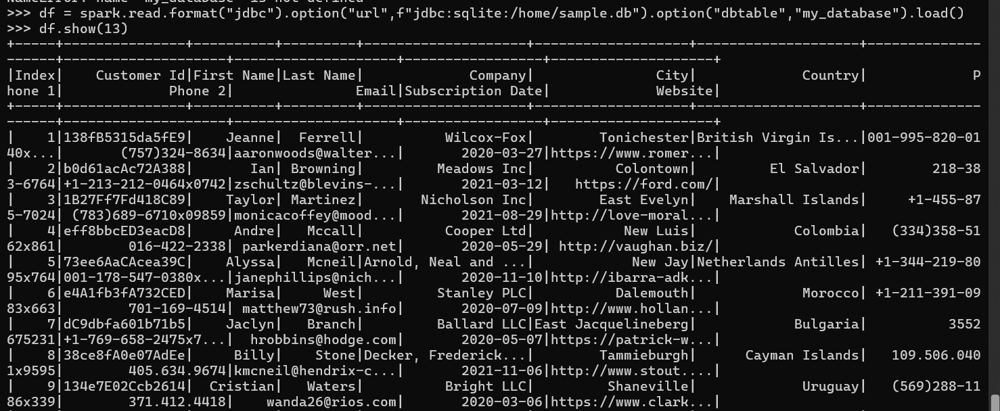 NameError: name 'my_database' is not defined
>>> df = spark.read.format("jdbc").option("url",f"jdbc:sqlite:/home/sample.db").option("dbtable","my_database").load()
>>> df.show(13)
+-----+---------------+----------+---------+--------------------+-------------------+--------------------+--------------
------+--------------------+--------------------+-----------------+--------------------+
|Index|    Customer Id|First Name|Last Name|             Company|               City|             Country|             P
hone 1|             Phone 2|               Email|Subscription Date|             Website|
+-----+---------------+----------+---------+--------------------+-------------------+--------------------+--------------
------+--------------------+--------------------+-----------------+--------------------+
|    1|138fB5315da5fE9|    Jeanne|  Ferrell|          Wilcox-Fox|         Tonichester|British Virgin Is...|001-995-820-01
40x...|       (757)324-8634|aaronwoods@walter...|       2020-03-27|https://www.romer...|
|    2|b0d61acAc72A388|       Ian| Browning|         Meadows Inc|           Colontown|         El Salvador|        218-38
3-6764|+1-213-212-0464x0742|zschultz@blevins-...|       2021-03-12|   https://ford.com/|
|    3|1B27Ff7Fd418C89|    Taylor| Martinez|       Nicholson Inc|         East Evelyn|    Marshall Islands|     +1-455-87
5-7024| (783)689-6710x09859|monicacoffey@mood...|       2021-08-29|http://love-moral...|
|    4|eff8bbcED3eacD8|     Andre|   Mccall|          Cooper Ltd|            New Luis|            Colombia|   (334)358-51
62x861|        016-422-2338| parkerdiana@orr.net|       2020-05-29| http://vaughan.biz/|
|    5|73ee6AaCAcea39C|    Alyssa|   Mcneil|Arnold, Neal and ...|             New Jay|Netherlands Antilles| +1-344-219-80
95x764|001-178-547-0380x...|janephillips@nich...|       2020-11-10|http://ibarra-adk...|
|    6|e4A1fb3fA732CED|    Marisa|     West|         Stanley PLC|           Dalemouth|             Morocco| +1-211-391-09
83x663|        701-169-4514| matthew73@rush.info|       2020-07-09|http://www.hollan...|
|    7|dC9dbfa601b71b5|    Jaclyn|   Branch|         Ballard LLC|East Jacquelineberg|            Bulgaria|          3552
675231|+1-769-658-2475x7...|  hrobbins@hodge.com|       2020-05-07|https://patrick-w...|
|    8|38ce8fA0e07AdEe|     Billy|    Stone|Decker, Frederick...|         Tammieburgh|      Cayman Islands|   109.506.040
1x9595|        405.634.9674|kmcneil@hendrix-c...|       2021-11-06|http://www.stout....|
|    9|134e7E02Ccb2614|  Cristian|   Waters|          Bright LLC|          Shaneville|             Uruguay|   (569)288-11
86x339|        371.412.4418|    wanda26@rios.com|       2020-03-06|https://www.clark...|